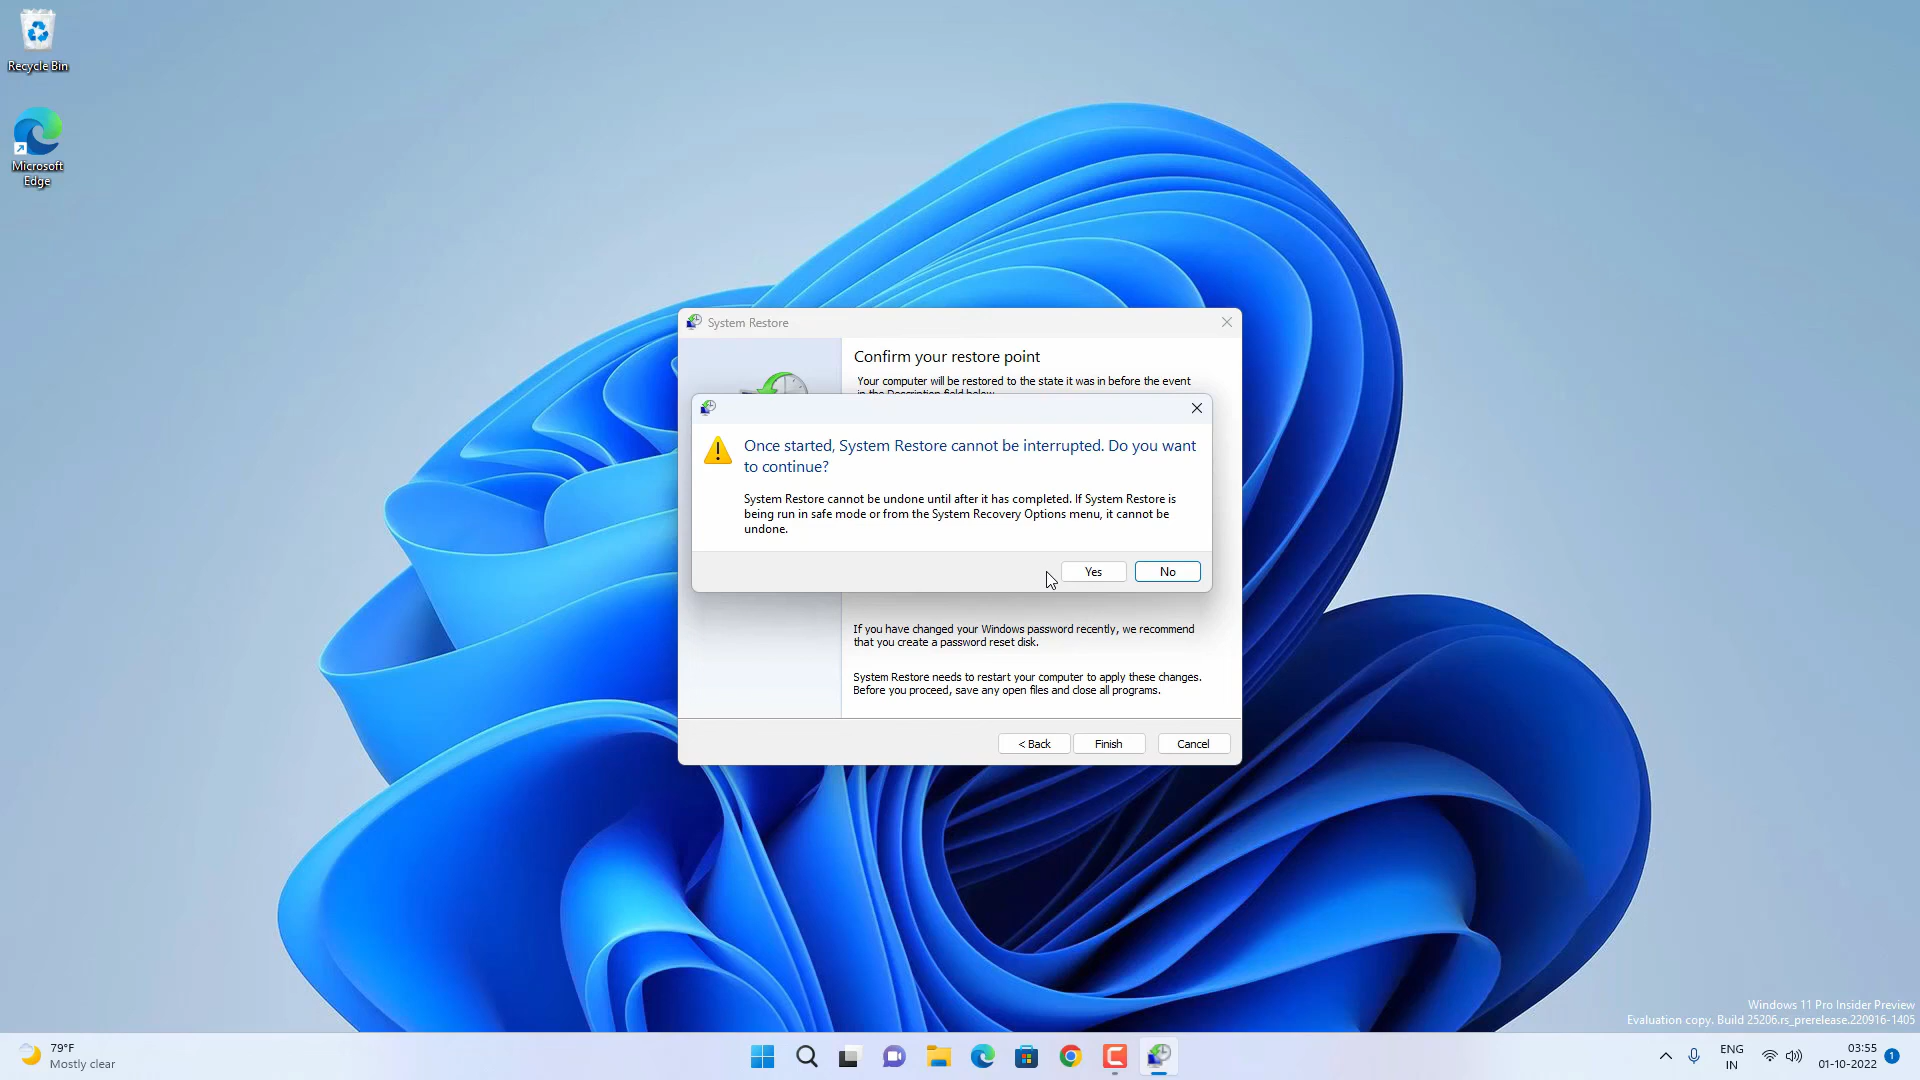 Recycle Bin
Microsoft
Edge
System Restore
Confirm your restore point
Your computer will be restored to the state it was in before the event
in the Description field below.
Once started, System Restore cannot be interrupted. Do you want
to continue?
System Restore cannot be undone until after it has completed. If System Restore is
being run in safe mode or from the System Recovery Options menu, it cannot be
undone.
Yes
No
If you have changed your Windows password recently, we recommend
that you create a password reset disk.
System Restore needs to restart your computer to apply these changes.
Before you proceed, save any open files and close all programs.
< Back
Finish
Cancel
Windows 11 Pro Insider Preview
Evaluation copy. Build 25206.rs_prerelease.220916-1405
79°F
Mostly clear
ENG
IN
03:55
01-10-2022
1